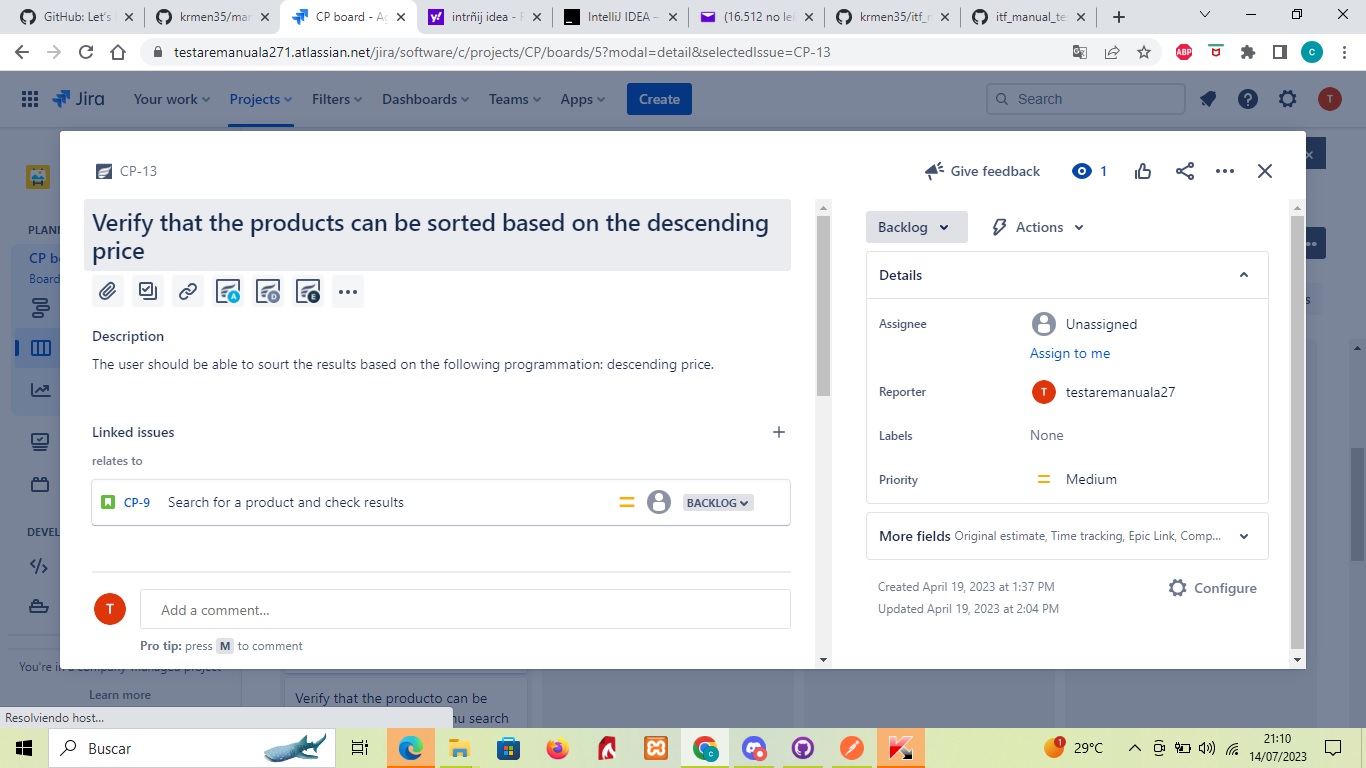 GitHub: Let's
krmen35/mar
CP board - Ag
intrñij idea -
IntelliJ IDEA –
(16.512 no lei
krmen35/itf_m
itf_manual_te
testaremanuala271.atlassian.net/jira/software/c/projects/CP/boards/5?modal=detail&selectedIssue=CP-13
ABP
c
Jira
Your work
Projects
Filters
Dashboards
Teams
Apps
Create
Search
T
CP-13
Give feedback
1
Verify that the products can be sorted based on the descending
price
A
D
E
Description
The user should be able to sourt the results based on the following programmation: descending price.
Linked issues
relates to
CP-9 Search for a product and check results BACKLOG
T
Add a comment...
Pro tip: press M to comment
Backlog
Actions
Details
Assignee
Unassigned
Assign to me
Reporter
T
testaremanuala27
Labels
None
Priority
Medium
More fields Original estimate, Time tracking, Epic Link, Comp...
Created April 19, 2023 at 1:37 PM
Configure
Updated April 19, 2023 at 2:04 PM
PLANN
CP b
Board
DEVEL
You're in a company-managed project
Learn more
Verify that the producto can be
nu search
Resolviendo host...
Buscar
1
29°C
21:10
14/07/2023